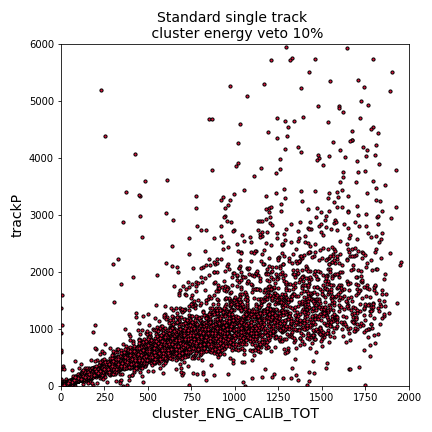 Standard single track
cluster energy veto 10%
6000
5000
4000
3000
2000
1000
0
trackP
0 250 500 750 1000 1250 1500 1750 2000
cluster_ENG_CALIB_TOT